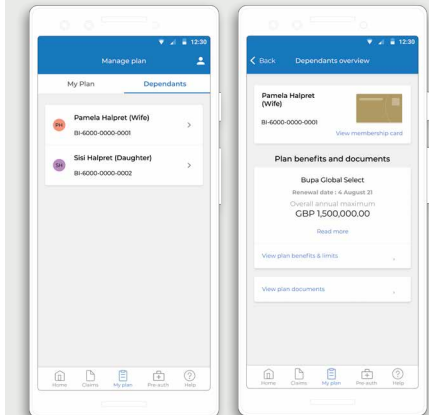 12:30
Manage plan
My Plan
Dependants
PH
Pamela Halpret (Wife)
BI-6000-0000-0001
SH
Sisi Halpret (Daughter)
BI-6000-0000-0002
Home
Claims
My plan
Pre-auth
Help
12:30
Back
Dependants overview
Pamela Halpret
(Wife)
BI-6000-0000-0001
View membership card
Plan benefits and documents
Bupa Global Select
Renewal date : 4 August 21
Overall annual maximum
GBP 1,500,000.00
Read more
View plan benefits & limits
View plan documents
Home
Claims
My plan
Pre-auth
Help